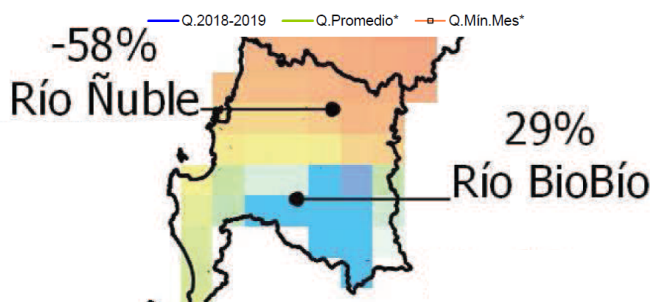 Q.2018-2019 Q.Promedio* Q.Mín.Mes*
-58%
Río Ñuble
29%
Río BioBío